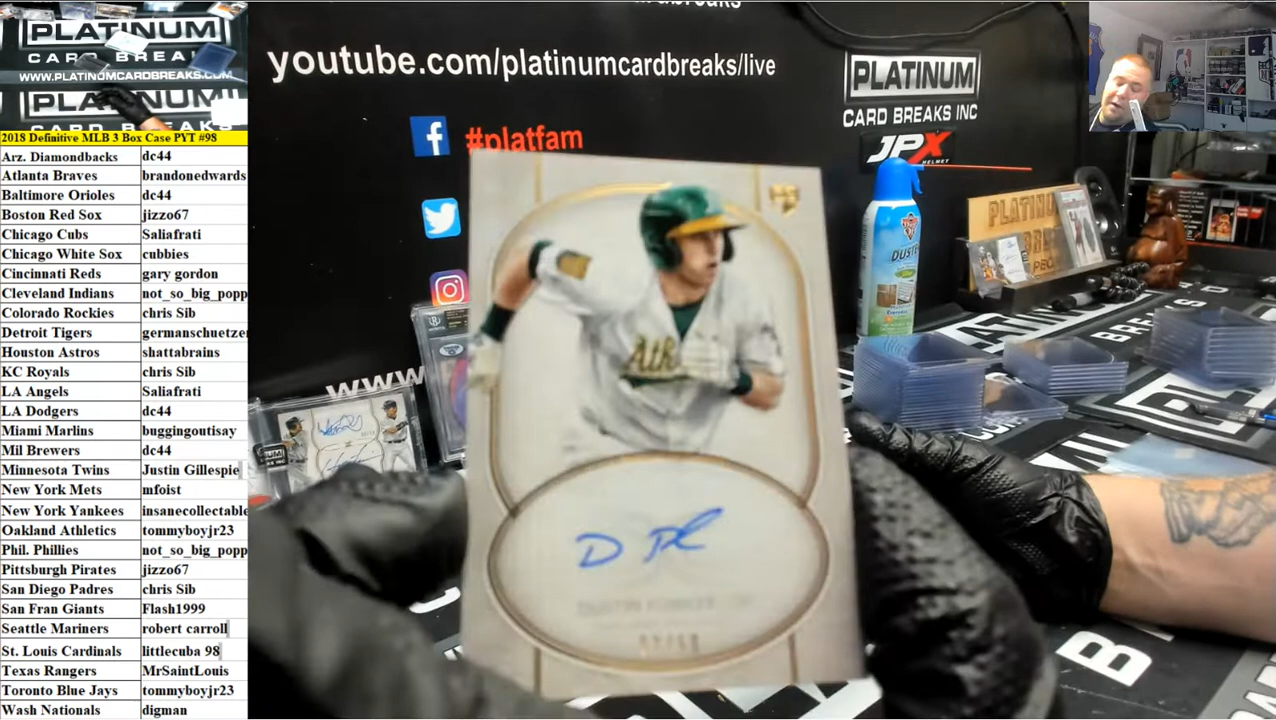 PLATINUM
CARD BREA
WWW.PLATINUMCARDBREAKS.COM
PLATINUM
2018 Definitive MLB 3 Box Case PYT #98
Arz. Diamondbacks dc44
Atlanta Braves brandonedwards
Baltimore Orioles dc44
Boston Red Sox jizzo67
Chicago Cubs Saliafrati
Chicago White Sox cubbies
Cincinnati Reds gary gordon
Cleveland Indians not_so_big_popp
Colorado Rockies chris Sib
Detroit Tigers germanschuetze
Houston Astros shattabrains
KC Royals chris Sib
LA Angels Saliafrati
LA Dodgers dc44
Miami Marlins buggingoutisay
Mil Brewers dc44
Minnesota Twins Justin Gillespie
New York Mets mfoist
New York Yankees insanecollectable
Oakland Athletics tommyboyjr23
Phil. Phillies not_so_big_popp
Pittsburgh Pirates jizzo67
San Diego Padres chris Sib
San Fran Giants Flash1999
Seattle Mariners robert carroll
St. Louis Cardinals littlecuba 98
Texas Rangers MrSaintLouis
Toronto Blue Jays tommyboyjr23
Wash Nationals digman
youtube.com/platinumcardbreaks/live
#platfam
www
PLATINUM
CARD BREAKS INC
JPX
HELMET
DUSTER
Ath